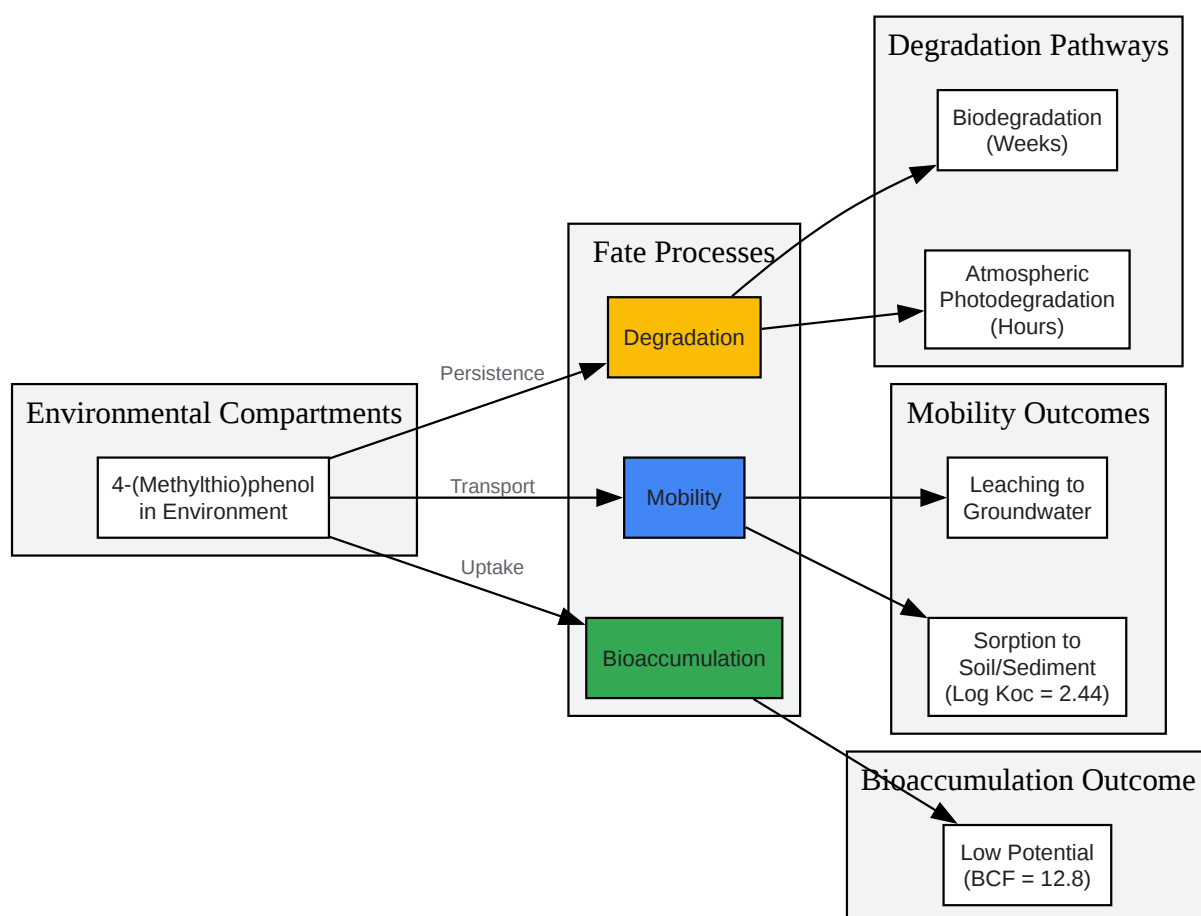 Environmental Compartments
4-(Methylthio)phenol
in Environment
Persistence
Transport
Uptake
Fate Processes
Degradation
Mobility
Bioaccumulation
Degradation Pathways
Biodegradation
(Weeks)
Atmospheric
Photodegradation
(Hours)
Mobility Outcomes
Leaching to
Groundwater
Sorption to
Soil/Sediment
(Log Koc = 2.44)
Bioaccumulation Outcome
Low Potential
(BCF = 12.8)